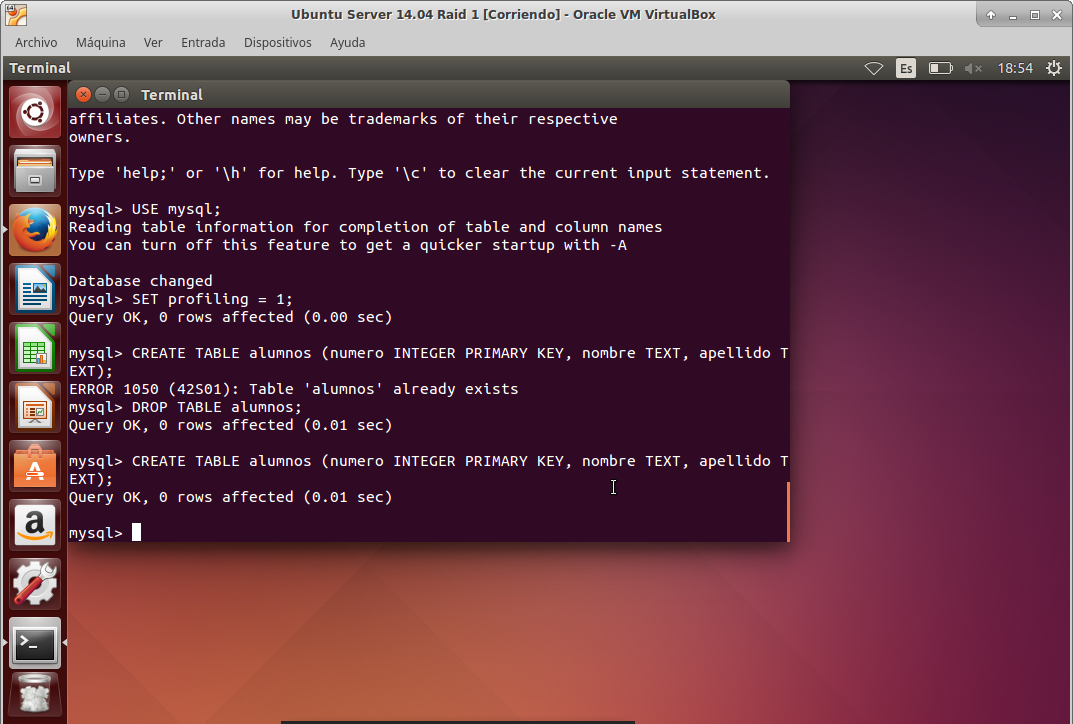 Ubuntu Server 14.04 Raid 1 [Corriendo] - Oracle VM VirtualBox
Archivo Máquina Ver Entrada Dispositivos Ayuda
Terminal Es 18:54
Terminal
affiliates. Other names may be trademarks of their respective
owners.
Type 'help;' or '\h' for help. Type '\c' to clear the current input statement.
mysql> USE mysql;
Reading table information for completion of table and column names
You can turn off this feature to get a quicker startup with -A
Database changed
mysql> SET profiling = 1;
Query OK, 0 rows affected (0.00 sec)
mysql> CREATE TABLE alumnos (numero INTEGER PRIMARY KEY, nombre TEXT, apellido T
EXT);
ERROR 1050 (42S01): Table 'alumnos' already exists
mysql> DROP TABLE alumnos;
Query OK, 0 rows affected (0.01 sec)
mysql> CREATE TABLE alumnos (numero INTEGER PRIMARY KEY, nombre TEXT, apellido T
EXT);
Query OK, 0 rows affected (0.01 sec)
mysql>